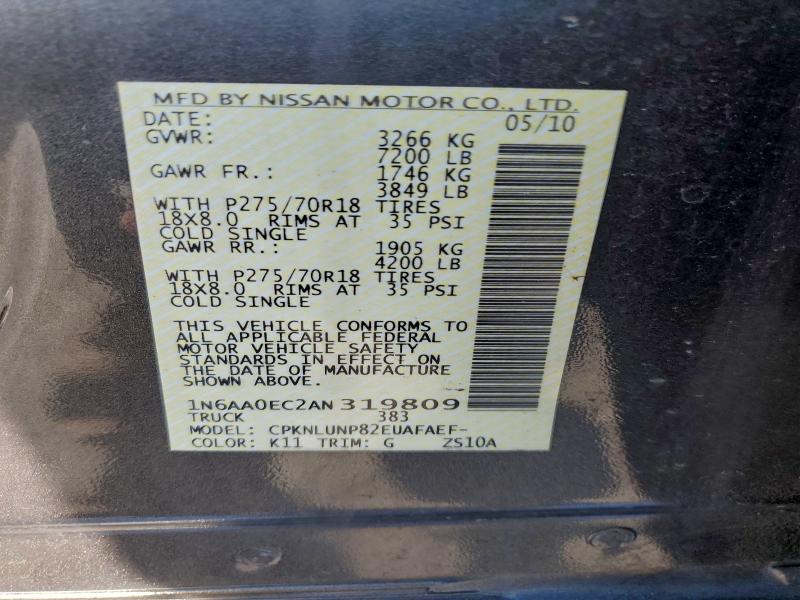 MFD BY NISSAN MOTOR CO., LTD.
DATE: 05/10
GVWR: 3266 KG
7200 LB
GAWR FR.: 1746 KG
3849 LB
WITH P275/70R18 TIRES
18X8.0 RIMS AT 35 PSI
COLD SINGLE
GAWR RR.: 1905 KG
4200 LB
WITH P275/70R18 TIRES
18X8.0 RIMS AT 35 PSI
COLD SINGLE
THIS VEHICLE CONFORMS TO
ALL APPLICABLE FEDERAL
MOTOR VEHICLE SAFETY
STANDARDS IN EFFECT ON
THE DATE OF MANUFACTURE
SHOWN ABOVE.
1N6AA0EC2AN 319809
TRUCK 383
MODEL: CPKNLUNP82EUAFAEF-
COLOR: K11 TRIM: G ZS10A